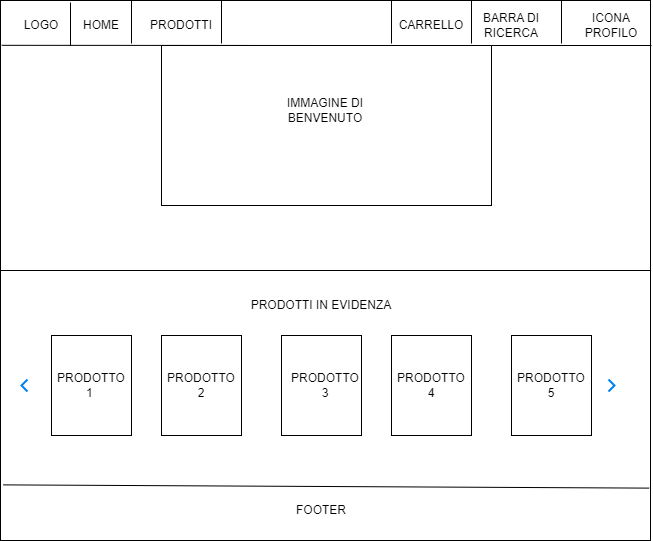 LOGO
HOME
PRODOTTI
CARRELLO
BARRA DI
RICERCA
ICONA
PROFILO
IMMAGINE DI
BENVENUTO
PRODOTTI IN EVIDENZA
PRODOTTO
1
PRODOTTO
2
PRODOTTO
3
PRODOTTO
4
PRODOTTO
5
FOOTER